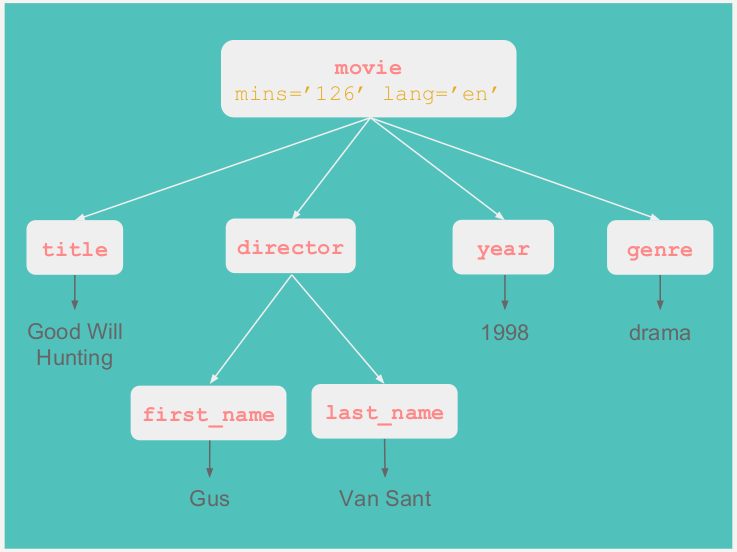 movie
mins=’126’ lang=’en’
title
director
year
genre
Good Will
Hunting
1998
drama
first_name
last_name
Gus
Van Sant